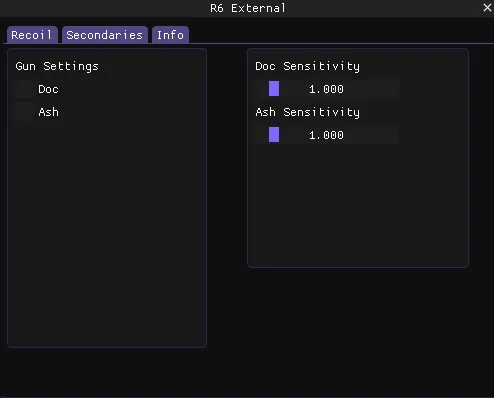 R6 External
Recoil Secondaries Info
Gun Settings
Doc
Ash
Doc Sensitivity
1.000
Ash Sensitivity
1.000